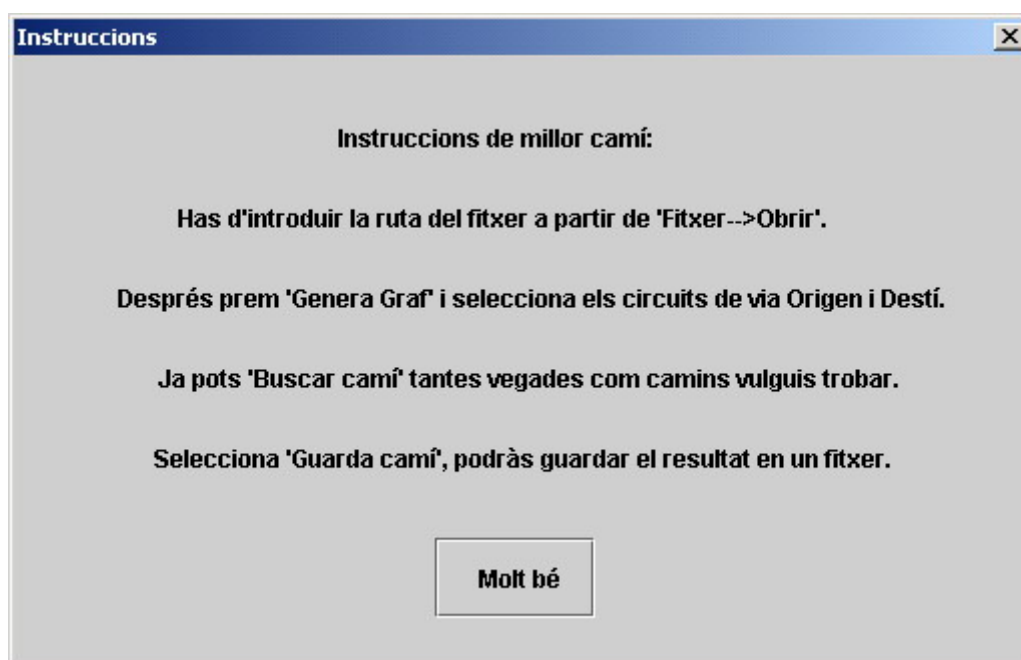 Instruccions
Instruccions de millor camí:
Has d'introduir la ruta del fitxer a partir de 'Fitxer-->Obrir'.
Després prem 'Genera Graf' i selecciona els circuits de via Origen i Destí.
Ja pots 'Buscar camí' tantes vegades com camins vulguis trobar.
Selecciona 'Guarda camí', podràs guardar el resultat en un fitxer.
Molt bé